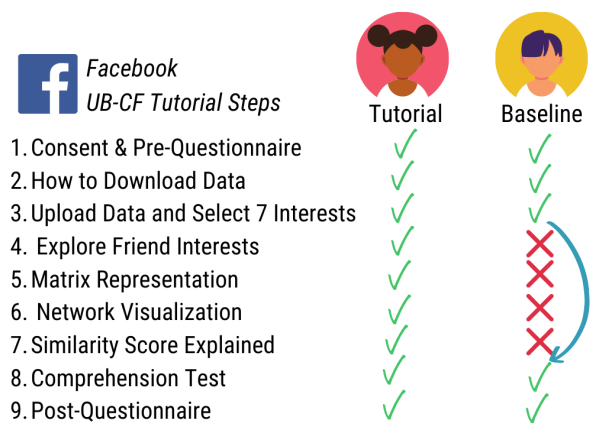 Facebook
UB-CF Tutorial Steps
Tutorial
Baseline
1. Consent & Pre-Questionnaire
2. How to Download Data
3. Upload Data and Select 7 Interests
4. Explore Friend Interests
5. Matrix Representation
6. Network Visualization
7. Similarity Score Explained
8. Comprehension Test
9. Post-Questionnaire